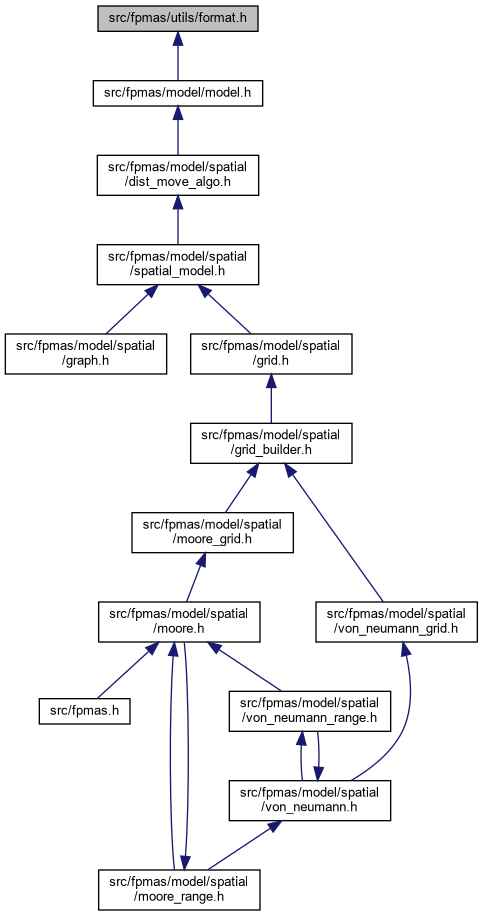 src/fpmas/utils/format.h
src/fpmas/model/model.h
src/fpmas/model/spatial
/dist_move_algo.h
src/fpmas/model/spatial
/spatial_model.h
src/fpmas/model/spatial
/graph.h
src/fpmas/model/spatial
/grid.h
src/fpmas/model/spatial
/grid_builder.h
src/fpmas/model/spatial
/moore_grid.h
src/fpmas/model/spatial
/moore.h
src/fpmas/model/spatial
/von_neumann_grid.h
src/fpmas.h
src/fpmas/model/spatial
/von_neumann_range.h
src/fpmas/model/spatial
/von_neumann.h
src/fpmas/model/spatial
/moore_range.h